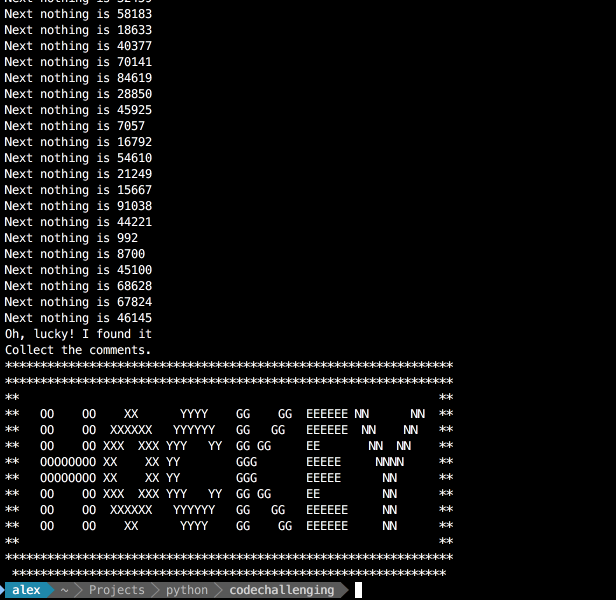 Next nothing is 52439
Next nothing is 58183
Next nothing is 18633
Next nothing is 40377
Next nothing is 70141
Next nothing is 84619
Next nothing is 28850
Next nothing is 45925
Next nothing is 7057
Next nothing is 16792
Next nothing is 54610
Next nothing is 21249
Next nothing is 15667
Next nothing is 91038
Next nothing is 44221
Next nothing is 992
Next nothing is 8700
Next nothing is 45100
Next nothing is 68628
Next nothing is 67824
Next nothing is 46145
Oh, lucky! I found it
Collect the comments.
***************************************************************
***************************************************************
**                                                           **
**   OO    OO    XX      YYYY    GG    GG  EEEEEE NN      NN  **
**   OO    OO  XXXXXX   YYYYYY   GG   GG   EEEEEE  NN    NN   **
**   OO    OO XXX  XXX YYY   YY  GG GG     EE       NN  NN    **
**   OOOOOOOO XX    XX YY        GGG       EEEEE     NNNN     **
**   OOOOOOOO XX    XX YY        GGG       EEEEE      NN      **
**   OO    OO XXX  XXX YYY   YY  GG GG     EE         NN      **
**   OO    OO  XXXXXX   YYYYYY   GG   GG   EEEEEE     NN      **
**   OO    OO    XX      YYYY    GG    GG  EEEEEE     NN      **
**                                                           **
***************************************************************
 **************************************************************
alex ~ Projects python codechallenging